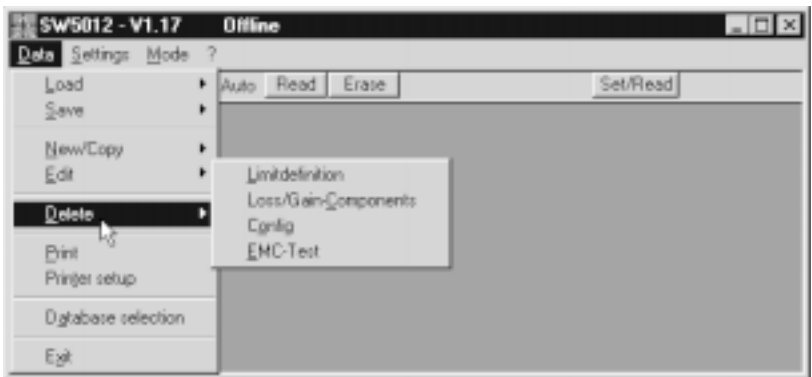 SW5012 - V1.17 Offline
Data Settings Mode ?
Auto Read Erase Set/Read
Load
Save
New/Copy
Edit
Delete
Print
Printer setup
Database selection
Exit
Limitdefinition
Loss/Gain-Components
Config
EMC-Test